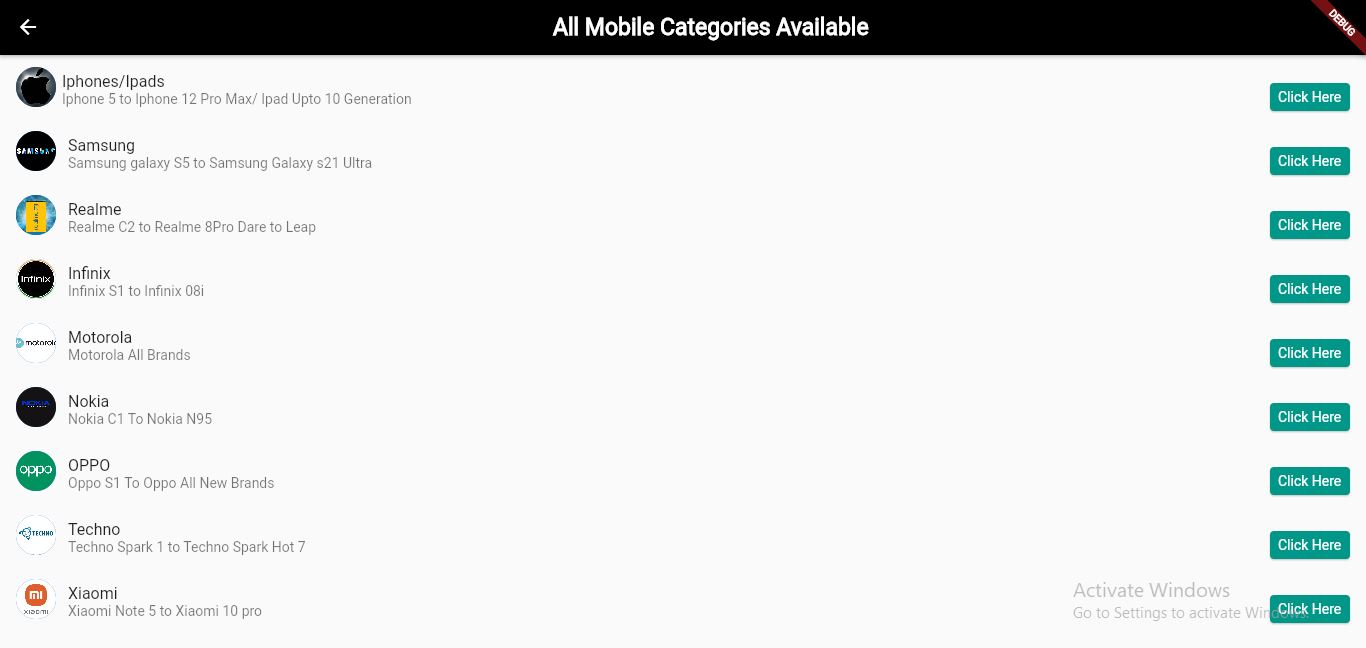 All Mobile Categories Available
DEBUG
Iphones/Ipads
Iphone 5 to Iphone 12 Pro Max/ Ipad Upto 10 Generation
Click Here
SAMSUNG
Samsung
Samsung galaxy S5 to Samsung Galaxy s21 Ultra
Click Here
Realme
Realme C2 to Realme 8Pro Dare to Leap
Click Here
Infinix
Infinix
Infinix S1 to Infinix 08i
Click Here
motorola
Motorola
Motorola All Brands
Click Here
NOKIA
Nokia
Nokia C1 To Nokia N95
Click Here
oppo
OPPO
Oppo S1 To Oppo All New Brands
Click Here
TECHNO
Techno
Techno Spark 1 to Techno Spark Hot 7
Click Here
mi
xiaomi
Xiaomi
Xiaomi Note 5 to Xiaomi 10 pro
Click Here
Activate Windows
Go to Settings to activate Windows.